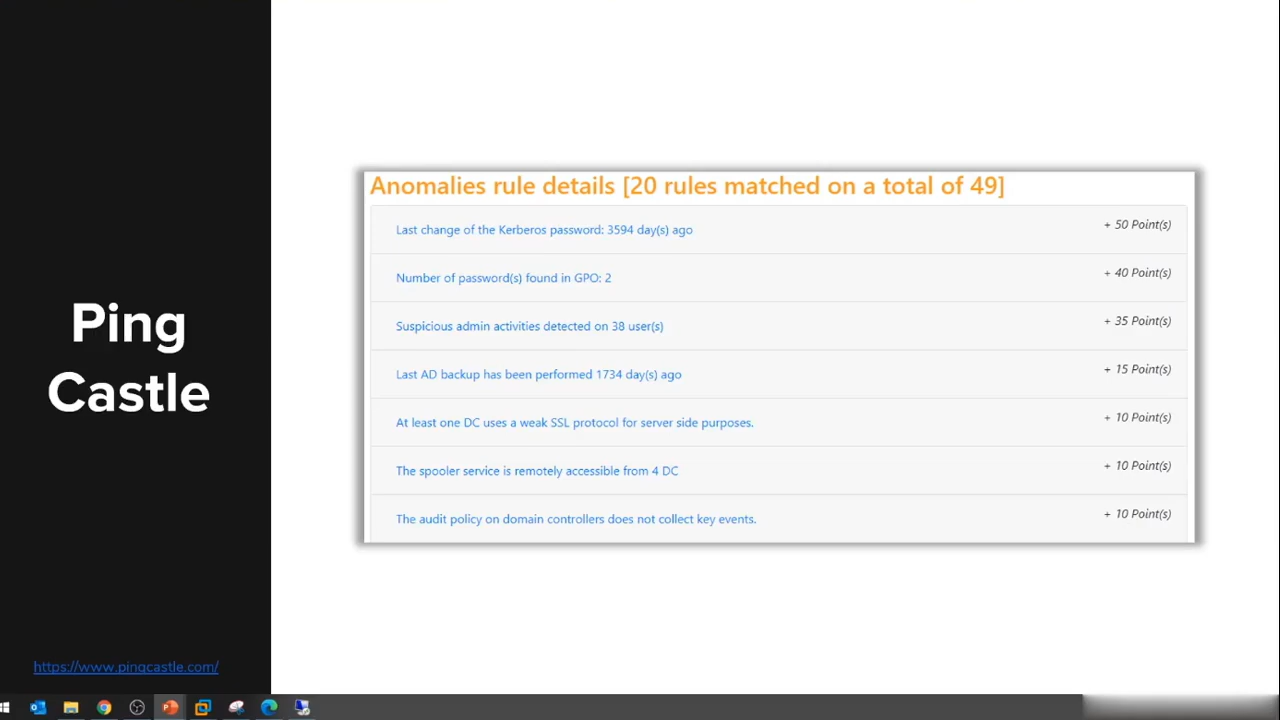 Ping
Castle
https://www.pingcastle.com/
Anomalies rule details [20 rules matched on a total of 49]
Last change of the Kerberos password: 3594 day(s) ago + 50 Point(s)
Number of password(s) found in GPO: 2 + 40 Point(s)
Suspicious admin activities detected on 38 user(s) + 35 Point(s)
Last AD backup has been performed 1734 day(s) ago + 15 Point(s)
At least one DC uses a weak SSL protocol for server side purposes. + 10 Point(s)
The spooler service is remotely accessible from 4 DC + 10 Point(s)
The audit policy on domain controllers does not collect key events. + 10 Point(s)